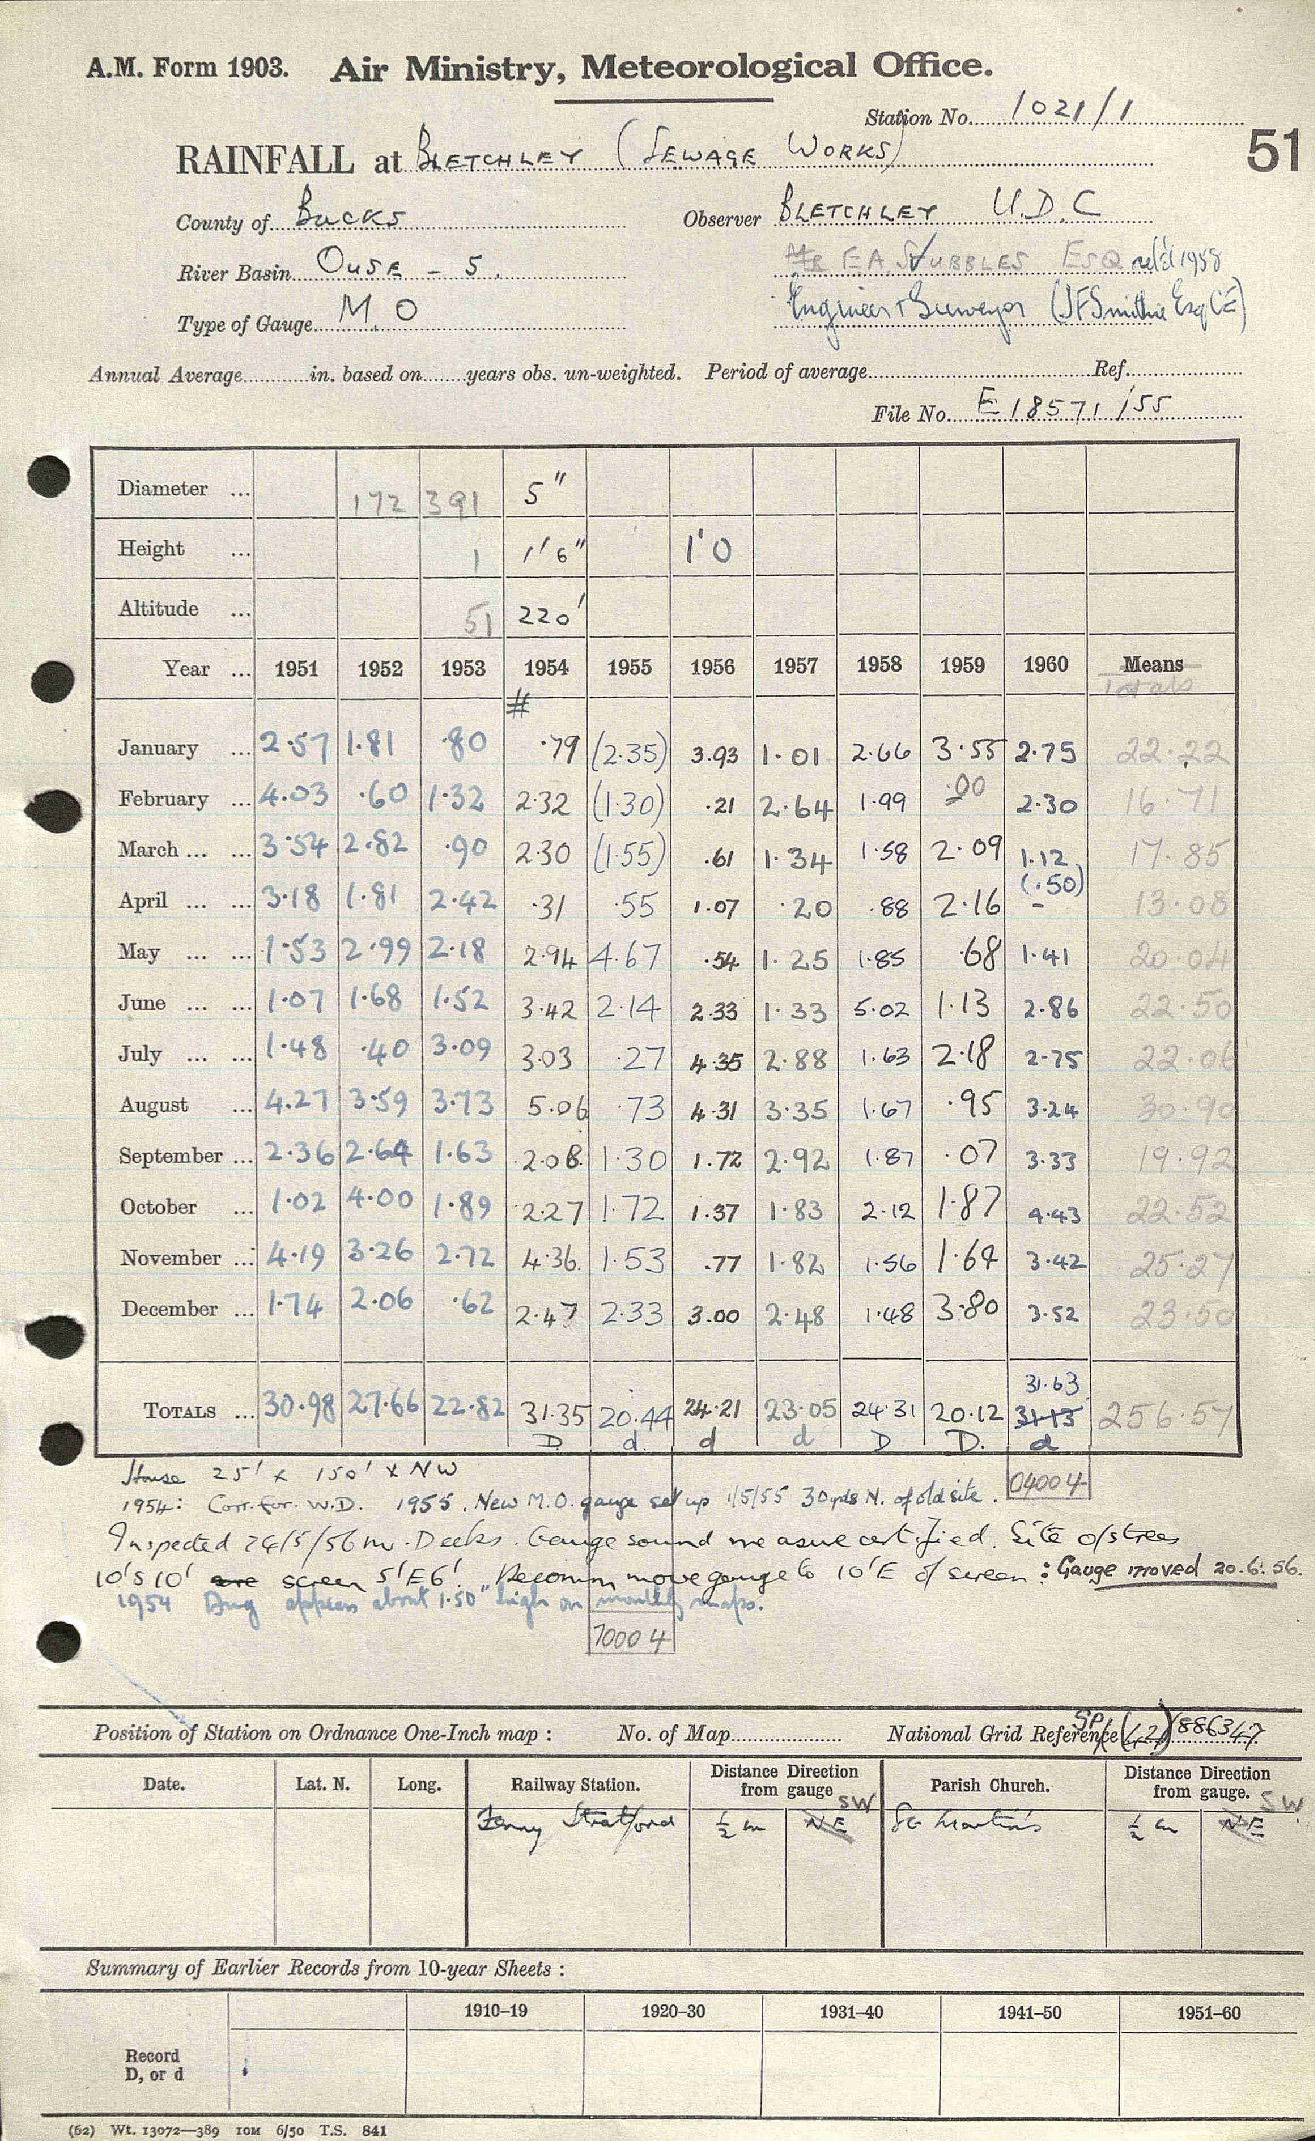 A.M. Form 1903. Air Ministry, Meteorological Office.
Station No. 1021/1
51
RAINFALL at BLETCHLEY (SEWAGE WORKS)
County of Bucks Observer BLETCHLEY U.D.C
River Basin OUSE - 5. MR E A STUBBLES ESQ ret'd 1958
Type of Gauge M.O Engineer & Surveyor (J F Smithie Esq CE)
Annual Average in. based on years obs. un-weighted. Period of average Ref.
File No. E 18571/55
Diameter ... 172 391 5"
Height ... 1 1'6" 1'0
Altitude ... 51 220'
Year ... 1951 1952 1953 1954 1955 1956 1957 1958 1959 1960 Means
# Totals
January ... 2.57 1.81 .80 .79 (2.35) 3.93 1.01 2.66 3.55 2.75 22.22
February ... 4.03 .60 1.32 2.32 (1.30) .21 2.64 1.99 .00 2.30 16.71
March ... ... 3.54 2.82 .90 2.30 (1.55) .61 1.34 1.58 2.09 1.12 17.85
April ... ... 3.18 1.81 2.42 .31 .55 1.07 .20 .88 2.16 (.50) - 13.08
May ... ... 1.53 2.99 2.18 2.94 4.67 .54 1.25 1.85 .68 1.41 20.04
June ... ... 1.07 1.68 1.52 3.42 2.14 2.33 1.33 5.02 1.13 2.86 22.50
July ... ... 1.48 .40 3.09 3.03 .27 4.35 2.88 1.63 2.18 2.75 22.06
August ... 4.27 3.59 3.73 5.06 .73 4.31 3.35 1.67 .95 3.24 30.90
September ... 2.36 2.64 1.63 2.08 1.30 1.72 2.92 1.87 .07 3.33 19.92
October ... 1.02 4.00 1.89 2.27 1.72 1.37 1.83 2.12 1.87 4.43 22.52
November ... 4.19 3.26 2.72 4.36 1.53 .77 1.82 1.56 1.64 3.42 25.27
December ... 1.74 2.06 .62 2.47 2.33 3.00 2.48 1.48 3.80 3.52 23.50
31.63
TOTALS ... 30.98 27.66 22.82 31.35 20.44 24.21 23.05 24.31 20.12 31.13 256.57
D d d d D D. d
House 25' x 150' x NW
0400 4
1954: Corr. for W.D. 1955. New M.O. gauge set up 1/5/55 30yds N. of old site.
Inspected 24/5/56 Mr. Deeks. Gauge sound measure certified. Site o/s trees
10'S 10' are screen 5'E6'. Recomm move gauge to 10'E of screen: Gauge moved 20.6.56.
1954 Aug appears about 1.50" high on monthly maps.
7000 4
Position of Station on Ordnance One-Inch map: No. of Map National Grid Reference SP/(42) 886347
Date. Lat. N. Long. Railway Station. Distance Direction from gauge Parish Church. Distance Direction from gauge.
SW SW
Fenny Stratford ½ m NE St Martin's ½ m NE
Summary of Earlier Records from 10-year Sheets:
1910–19 1920–30 1931–40 1941–50 1951–60
Record
D, or d
(62) Wt. 13072—389 10M 6/50 T.S. 841